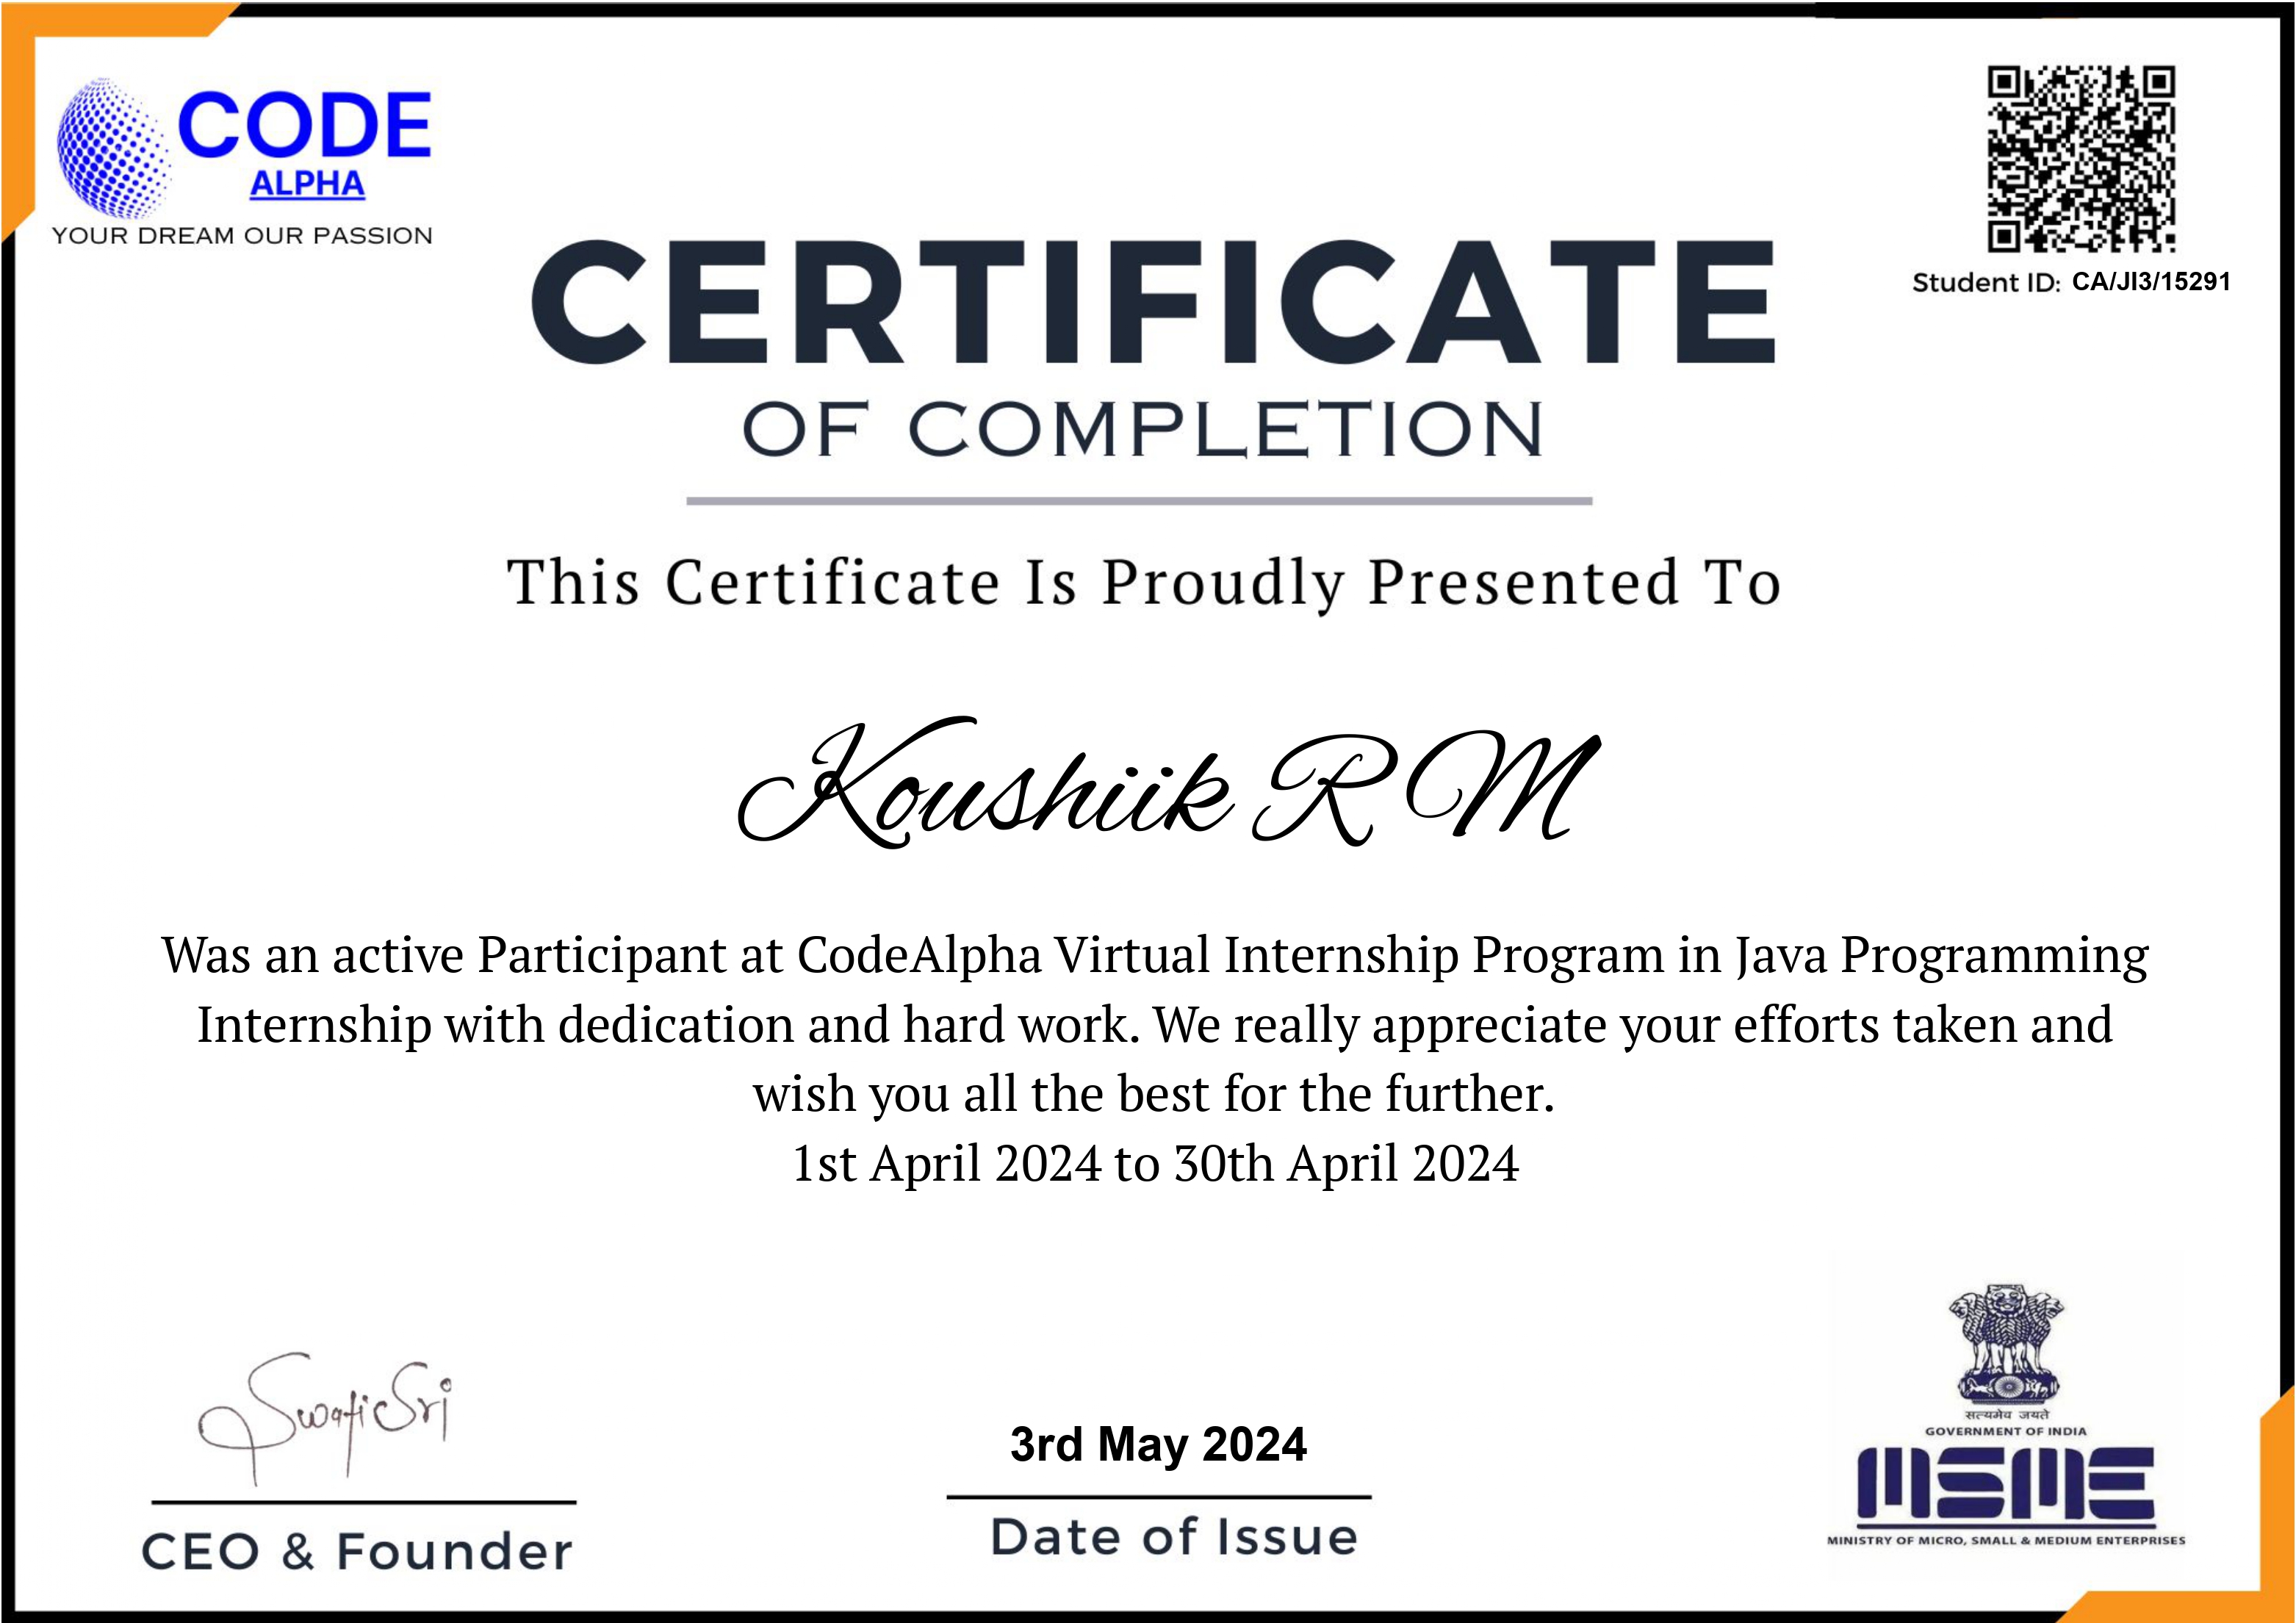 CODE
ALPHA
YOUR DREAM OUR PASSION
Student ID: CA/JI3/15291
CERTIFICATE
OF COMPLETION
This Certificate Is Proudly Presented To
Koushiik R M
Was an active Participant at CodeAlpha Virtual Internship Program in Java Programming
Internship with dedication and hard work. We really appreciate your efforts taken and
wish you all the best for the further.
1st April 2024 to 30th April 2024
Swati Sri
CEO & Founder
3rd May 2024
Date of Issue
सत्यमेव जयते
GOVERNMENT OF INDIA
MSME
MINISTRY OF MICRO, SMALL & MEDIUM ENTERPRISES